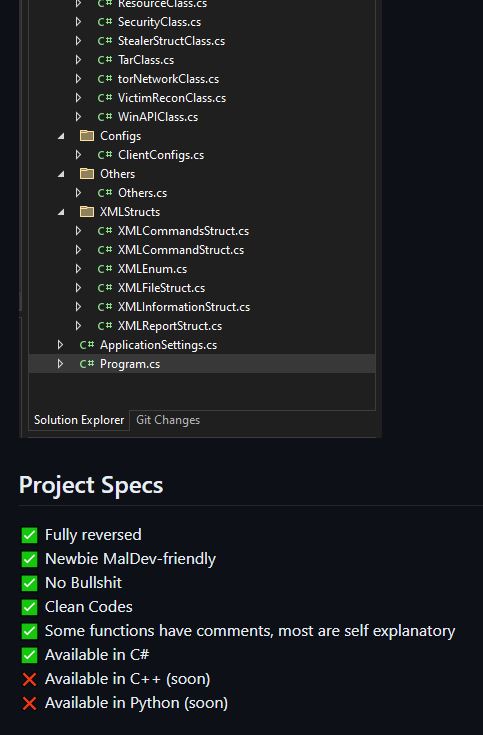 ResourceClass.cs
C# SecurityClass.cs
C# StealerStructClass.cs
C# TarClass.cs
C# torNetworkClass.cs
C# VictimReconClass.cs
C# WinAPIClass.cs
Configs
C# ClientConfigs.cs
Others
C# Others.cs
XMLStructs
C# XMLCommandsStruct.cs
C# XMLCommandStruct.cs
C# XMLEnum.cs
C# XMLFileStruct.cs
C# XMLInformationStruct.cs
C# XMLReportStruct.cs
C# ApplicationSettings.cs
C# Program.cs
Solution Explorer Git Changes
Project Specs
Fully reversed
Newbie MalDev-friendly
No Bullshit
Clean Codes
Some functions have comments, most are self explanatory
Available in C#
Available in C++ (soon)
Available in Python (soon)